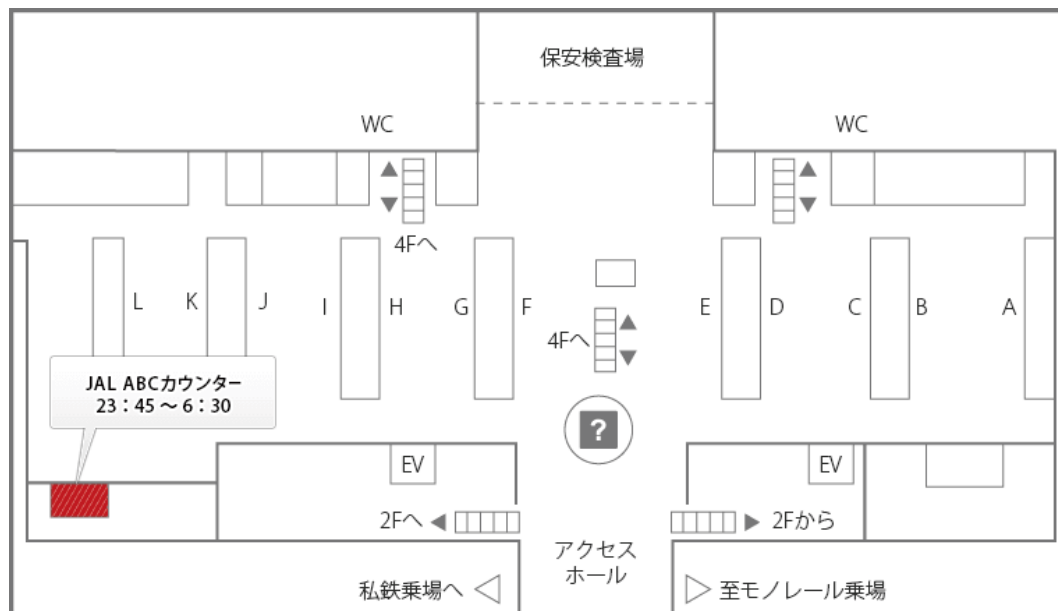 保安検査場
WC
WC
4Fへ
L
K
J
I
H
G
F
E
D
C
B
A
4Fへ
JAL ABCカウンター
23：45 ～ 6：30
?
EV
EV
2Fへ
2Fから
アクセス
ホール
私鉄乗場へ
至モノレール乗場